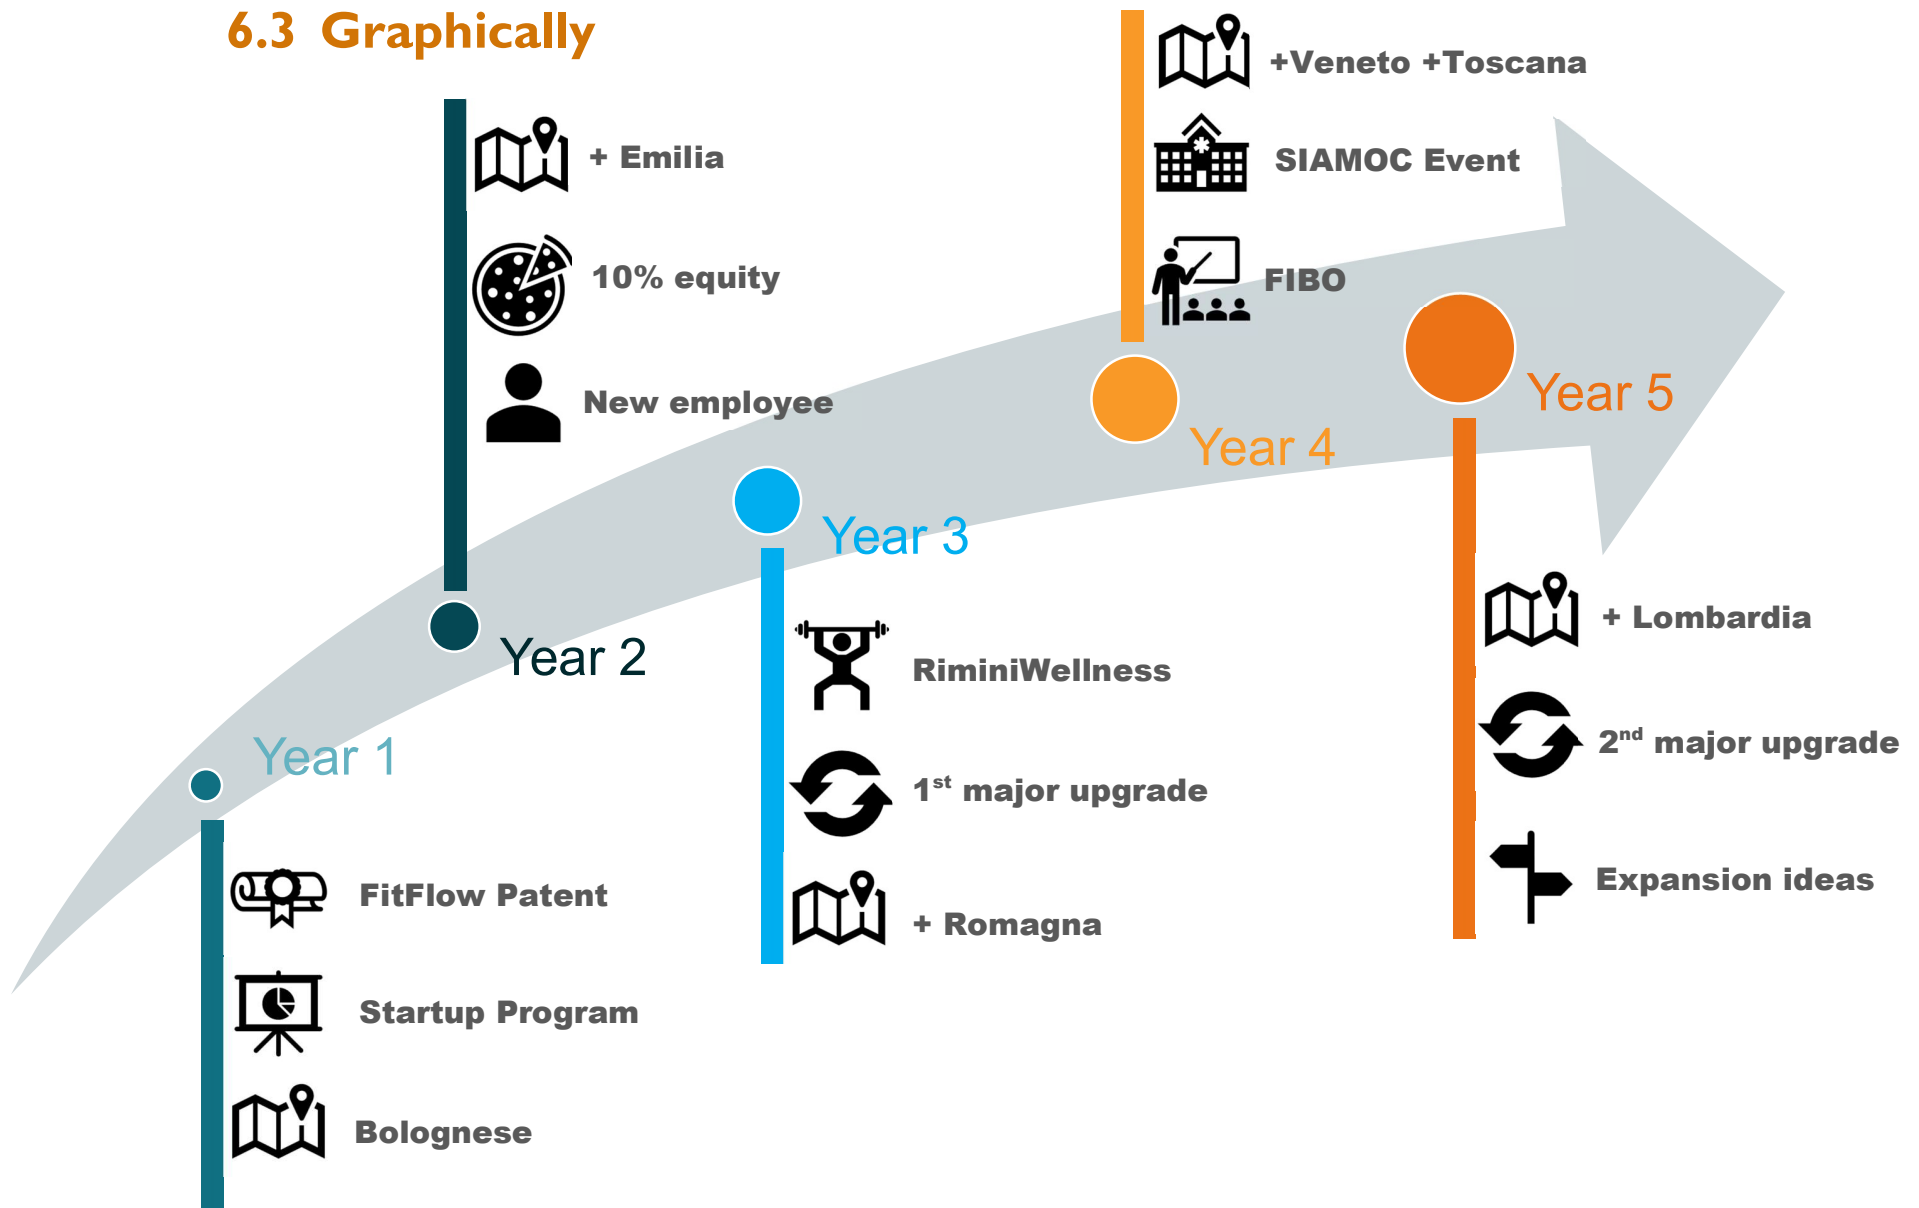 6.3 Graphically
Year 1
FitFlow Patent
Startup Program
Bolognese
+ Emilia
10% equity
New employee
Year 2
Year 3
RiminiWellness
1st major upgrade
+ Romagna
+Veneto +Toscana
SIAMOC Event
FIBO
Year 4
Year 5
+ Lombardia
2nd major upgrade
Expansion ideas